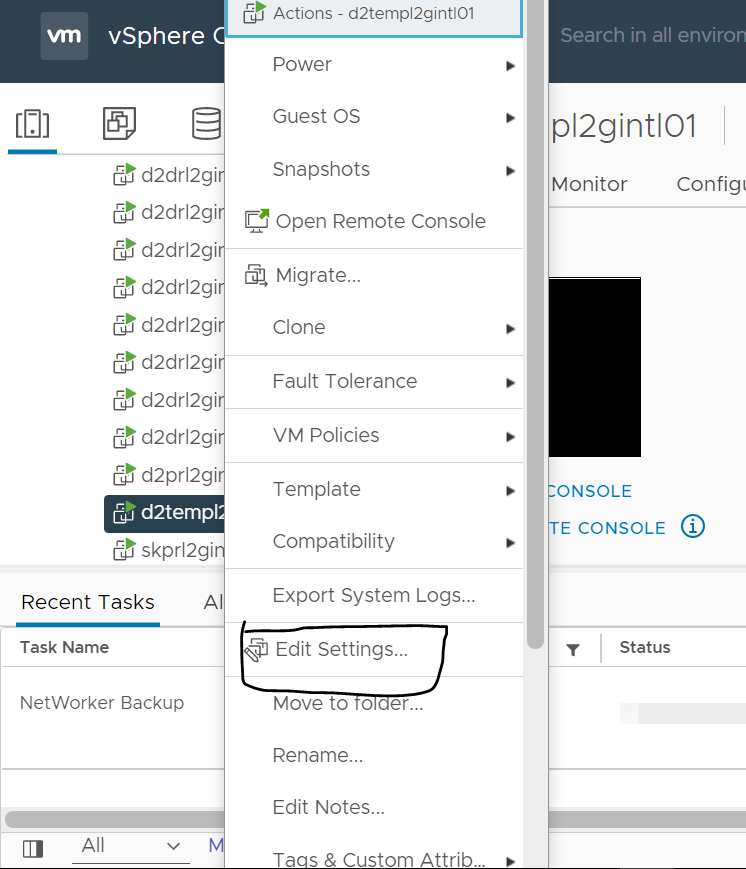 Actions - d2templ2gintl01
vm vSphere C
Search in all environ
Power
Guest OS
pl2gintl01
Snapshots
Monitor Configu
d2drl2gin
d2drl2gin
Open Remote Console
d2drl2gin
Migrate...
d2drl2gin
d2drl2gin
Clone
d2drl2gin
Fault Tolerance
d2drl2gin
d2drl2gin
VM Policies
d2prl2gin
Template
CONSOLE
d2templ2
TE CONSOLE
Compatibility
skprl2gin
Export System Logs...
Recent Tasks Al
Task Name
Edit Settings...
Status
NetWorker Backup
Move to folder...
Rename...
Edit Notes...
All M
Tags & Custom Attrib...